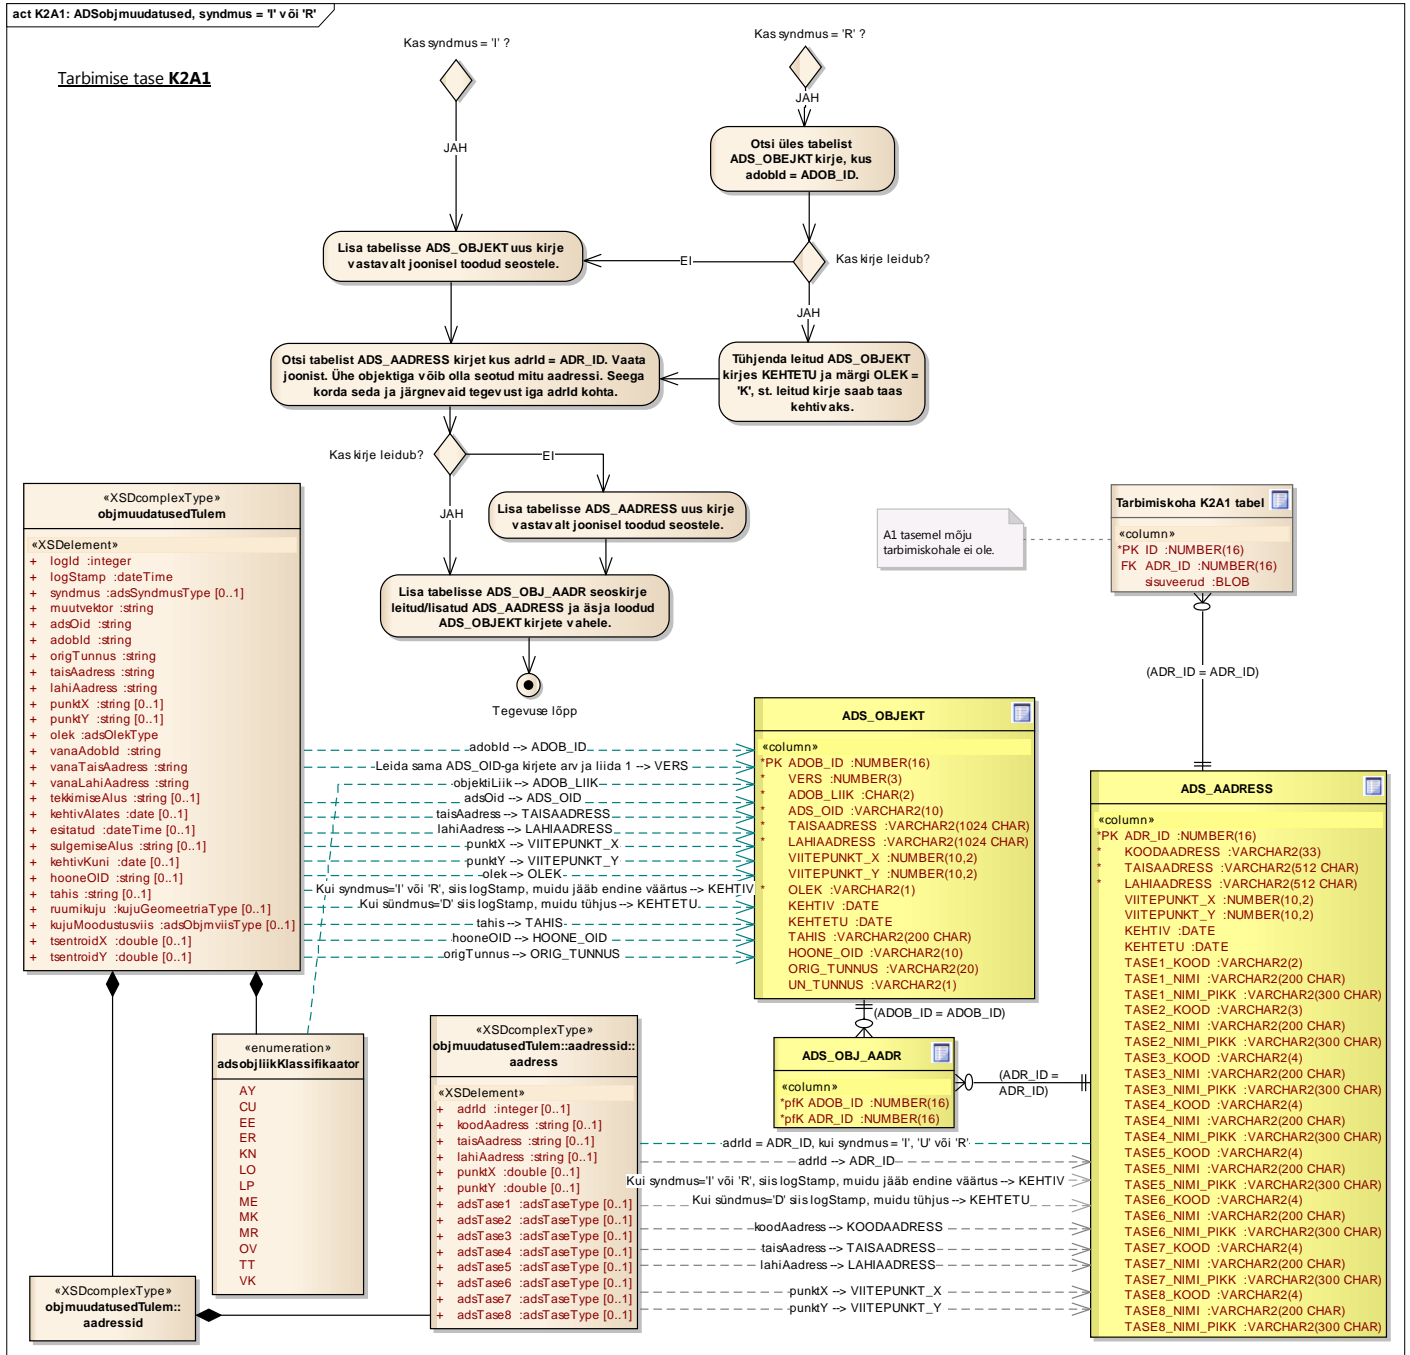 act K2A1: ADSobjmuudatused, syndmus = 'I' või 'R'
Tarbimise tase K2A1
Kas syndmus = 'I' ?
Kas syndmus = 'R' ?
JAH
JAH
Otsi üles tabelist
ADS_OBEJKT kirje, kus
adobId = ADOB_ID.
Lisa tabelisse ADS_OBJEKT uus kirje
vastavalt joonisel toodud seostele.
EI
Kas kirje leidub?
JAH
Otsi tabelist ADS_AADRESS kirjet kus adrId = ADR_ID. Vaata
joonist. Ühe objektiga võib olla seotud mitu aadressi. Seega
korda seda ja järgnevaid tegevust iga adrId kohta.
Tühjenda leitud ADS_OBJEKT
kirjes KEHTETU ja märgi OLEK =
'K', st. leitud kirje saab taas
kehtivaks.
Kas kirje leidub?
EI
JAH
Lisa tabelisse ADS_AADRESS uus kirje
vastavalt joonisel toodud seostele.
Lisa tabelisse ADS_OBJ_AADR seoskirje
leitud/lisatud ADS_AADRESS ja äsja loodud
ADS_OBJEKT kirjete vahele.
Tegevuse lõpp
«XSDcomplexType»
objmuudatusedTulem
«XSDelement»
+ logId :integer
+ logStamp :dateTime
+ syndmus :adsSyndmusType [0..1]
+ muutvektor :string
+ adsOid :string
+ adobId :string
+ origTunnus :string
+ taisAadress :string
+ lahiAadress :string
+ punktX :string [0..1]
+ punktY :string [0..1]
+ olek :adsOlekType
+ vanaAdobId :string
+ vanaTaisAadress :string
+ vanaLahiAadress :string
+ tekkimiseAlus :string [0..1]
+ kehtivAlates :date [0..1]
+ esitatud :dateTime [0..1]
+ sulgemiseAlus :string [0..1]
+ kehtivKuni :date [0..1]
+ hooneOID :string [0..1]
+ tahis :string [0..1]
+ ruumikuju :kujuGeomeetriaType [0..1]
+ kujuMoodustusviis :adsObjmviisType [0..1]
+ tsentroidX :double [0..1]
+ tsentroidY :double [0..1]
A1 tasemel mõju
tarbimiskohale ei ole.
Tarbimiskoha K2A1 tabel
«column»
*PK ID :NUMBER(16)
FK ADR_ID :NUMBER(16)
sisuveerud :BLOB
(ADR_ID = ADR_ID)
adobId --> ADOB_ID
Leida sama ADS_OID-ga kirjete arv ja liida 1 --> VERS
objektiLiik --> ADOB_LIIK
adsOid --> ADS_OID
taisAadress --> TAISAADRESS
lahiAadress --> LAHIAADRESS
punktX --> VIITEPUNKT_X
punktY --> VIITEPUNKT_Y
olek --> OLEK
Kui syndmus='I' või 'R', siis logStamp, muidu jääb endine väärtus --> KEHTIV
Kui sündmus='D' siis logStamp, muidu tühjus --> KEHTETU
tahis --> TAHIS
hooneOID --> HOONE_OID
origTunnus --> ORIG_TUNNUS
ADS_OBJEKT
«column»
*PK ADOB_ID :NUMBER(16)
* VERS :NUMBER(3)
* ADOB_LIIK :CHAR(2)
* ADS_OID :VARCHAR2(10)
* TAISAADRESS :VARCHAR2(1024 CHAR)
* LAHIAADRESS :VARCHAR2(1024 CHAR)
VIITEPUNKT_X :NUMBER(10,2)
VIITEPUNKT_Y :NUMBER(10,2)
* OLEK :VARCHAR2(1)
KEHTIV :DATE
KEHTETU :DATE
TAHIS :VARCHAR2(200 CHAR)
HOONE_OID :VARCHAR2(10)
ORIG_TUNNUS :VARCHAR2(20)
UN_TUNNUS :VARCHAR2(1)
(ADOB_ID = ADOB_ID)
ADS_OBJ_AADR
«column»
*pfK ADOB_ID :NUMBER(16)
*pfK ADR_ID :NUMBER(16)
(ADR_ID =
ADR_ID)
ADS_AADRESS
«column»
*PK ADR_ID :NUMBER(16)
* KOODAADRESS :VARCHAR2(33)
* TAISAADRESS :VARCHAR2(512 CHAR)
* LAHIAADRESS :VARCHAR2(512 CHAR)
VIITEPUNKT_X :NUMBER(10,2)
VIITEPUNKT_Y :NUMBER(10,2)
KEHTIV :DATE
KEHTETU :DATE
TASE1_KOOD :VARCHAR2(2)
TASE1_NIMI :VARCHAR2(200 CHAR)
TASE1_NIMI_PIKK :VARCHAR2(300 CHAR)
TASE2_KOOD :VARCHAR2(3)
TASE2_NIMI :VARCHAR2(200 CHAR)
TASE2_NIMI_PIKK :VARCHAR2(300 CHAR)
TASE3_KOOD :VARCHAR2(4)
TASE3_NIMI :VARCHAR2(200 CHAR)
TASE3_NIMI_PIKK :VARCHAR2(300 CHAR)
TASE4_KOOD :VARCHAR2(4)
TASE4_NIMI :VARCHAR2(200 CHAR)
TASE4_NIMI_PIKK :VARCHAR2(300 CHAR)
TASE5_KOOD :VARCHAR2(4)
TASE5_NIMI :VARCHAR2(200 CHAR)
TASE5_NIMI_PIKK :VARCHAR2(300 CHAR)
TASE6_KOOD :VARCHAR2(4)
TASE6_NIMI :VARCHAR2(200 CHAR)
TASE6_NIMI_PIKK :VARCHAR2(300 CHAR)
TASE7_KOOD :VARCHAR2(4)
TASE7_NIMI :VARCHAR2(200 CHAR)
TASE7_NIMI_PIKK :VARCHAR2(300 CHAR)
TASE8_KOOD :VARCHAR2(4)
TASE8_NIMI :VARCHAR2(200 CHAR)
TASE8_NIMI_PIKK :VARCHAR2(300 CHAR)
«enumeration»
adsobjliikKlassifikaator
AY
CU
EE
ER
KN
LO
LP
ME
MK
MR
OV
TT
VK
«XSDcomplexType»
objmuudatusedTulem::aadressid::
aadress
«XSDelement»
+ adrId :integer [0..1]
+ koodAadress :string [0..1]
+ taisAadress :string [0..1]
+ lahiAadress :string [0..1]
+ punktX :double [0..1]
+ punktY :double [0..1]
+ adsTase1 :adsTaseType [0..1]
+ adsTase2 :adsTaseType [0..1]
+ adsTase3 :adsTaseType [0..1]
+ adsTase4 :adsTaseType [0..1]
+ adsTase5 :adsTaseType [0..1]
+ adsTase6 :adsTaseType [0..1]
+ adsTase7 :adsTaseType [0..1]
+ adsTase8 :adsTaseType [0..1]
adrId = ADR_ID, kui syndmus = 'I', 'U' või 'R'
adrId --> ADR_ID
Kui syndmus='I' või 'R', siis logStamp, muidu jääb endine väärtus --> KEHTIV
Kui sündmus='D' siis logStamp, muidu tühjus --> KEHTETU
koodAadress --> KOODAADRESS
taisAadress --> TAISAADRESS
lahiAadress --> LAHIAADRESS
punktX --> VIITEPUNKT_X
punktY --> VIITEPUNKT_Y
«XSDcomplexType»
objmuudatusedTulem::
aadressid